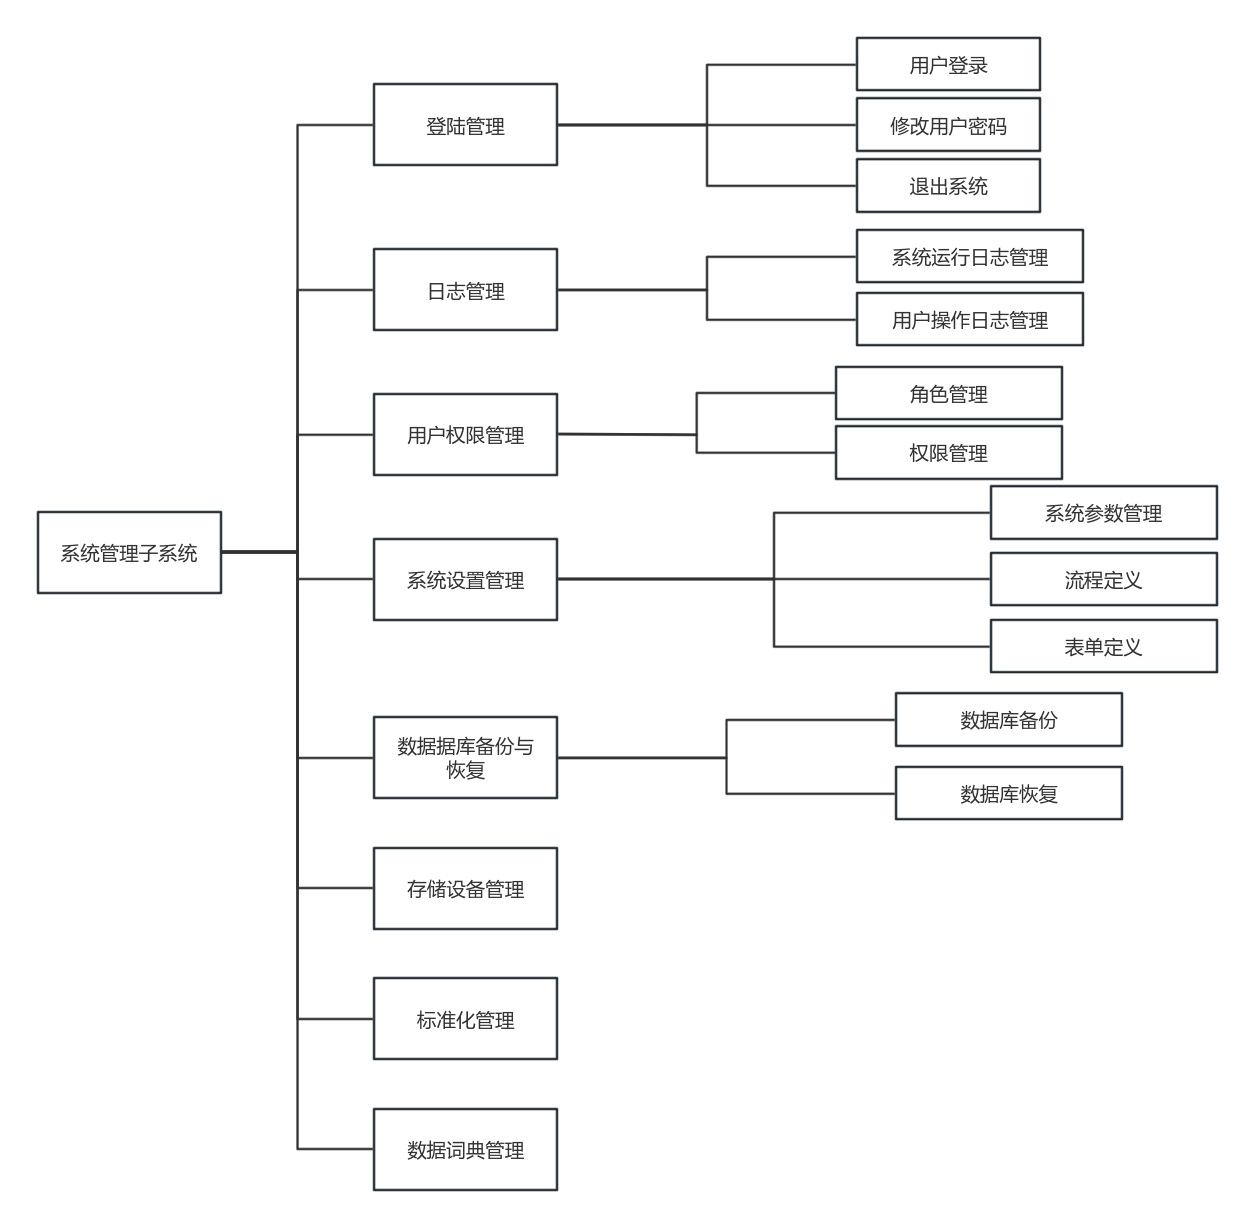 系统管理子系统
登陆管理
用户登录
修改用户密码
退出系统
日志管理
系统运行日志管理
用户操作日志管理
用户权限管理
角色管理
权限管理
系统设置管理
系统参数管理
流程定义
表单定义
数据据库备份与
恢复
数据库备份
数据库恢复
存储设备管理
标准化管理
数据词典管理